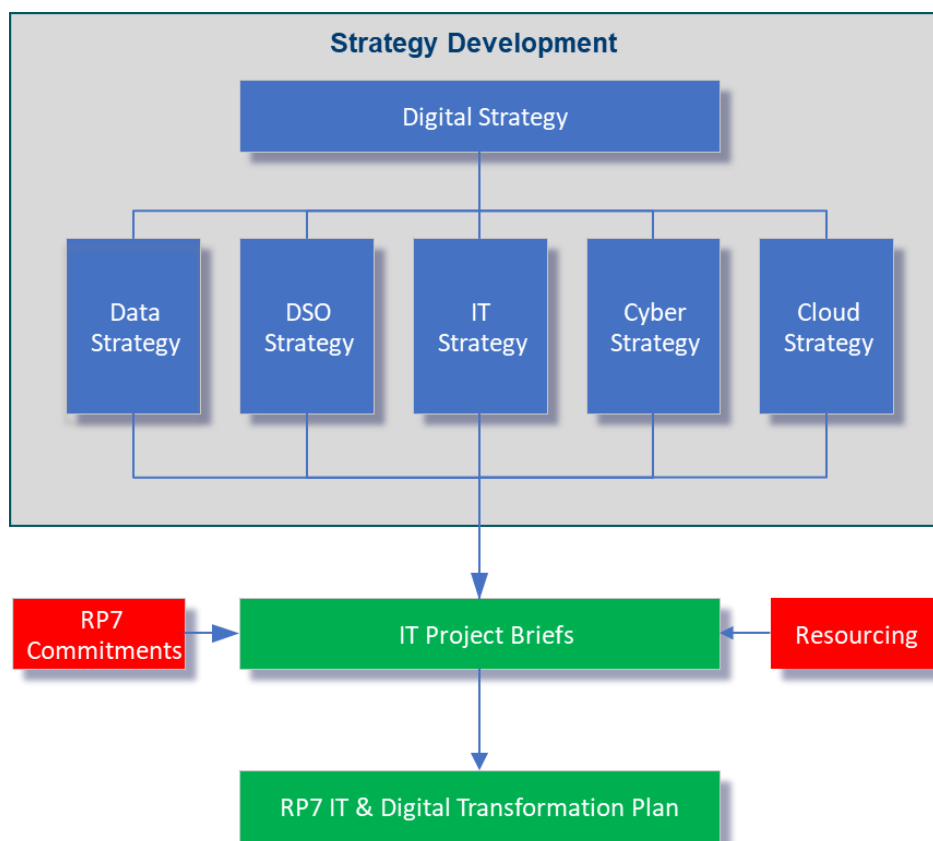 Strategy Development
Digital Strategy
Data
Strategy
DSO
Strategy
IT
Strategy
Cyber
Strategy
Cloud
Strategy
RP7
Commitments
IT Project Briefs
Resourcing
RP7 IT & Digital Transformation Plan